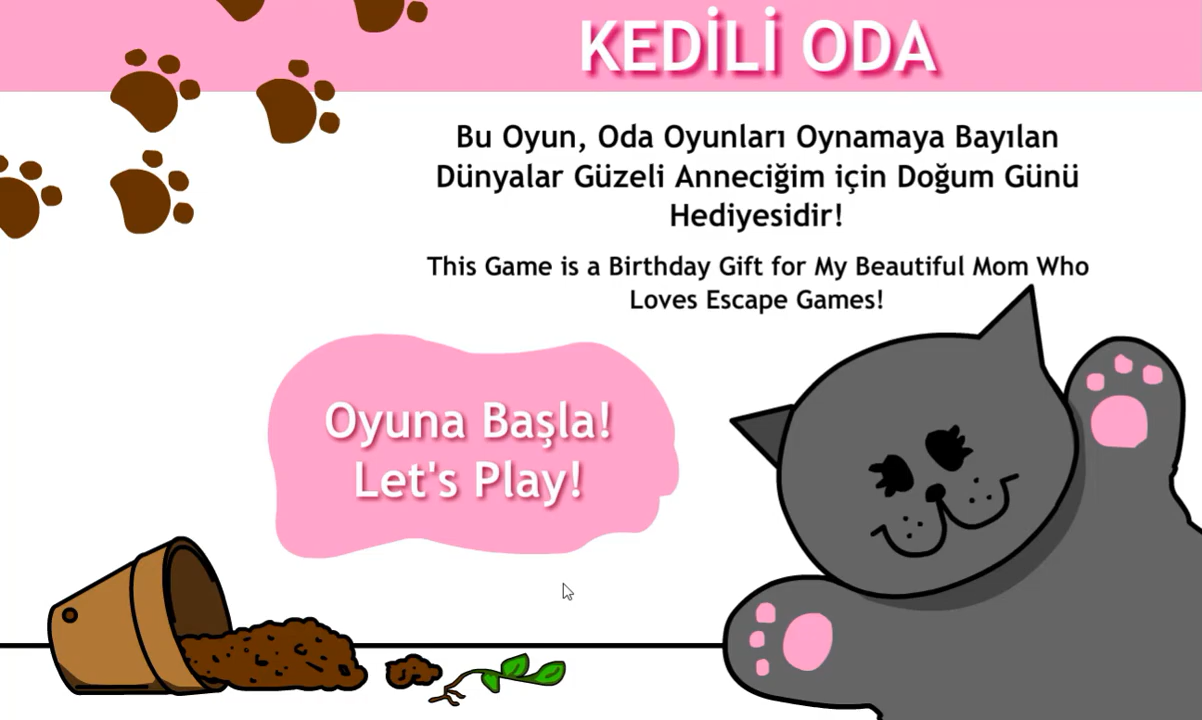 KEDİLİ ODA
Bu Oyun, Oda Oyunları Oynamaya Bayılan
Dünyalar Güzeli Anneciğim için Doğum Günü
Hediyesidir!
This Game is a Birthday Gift for My Beautiful Mom Who
Loves Escape Games!
Oyuna Başla!
Let's Play!